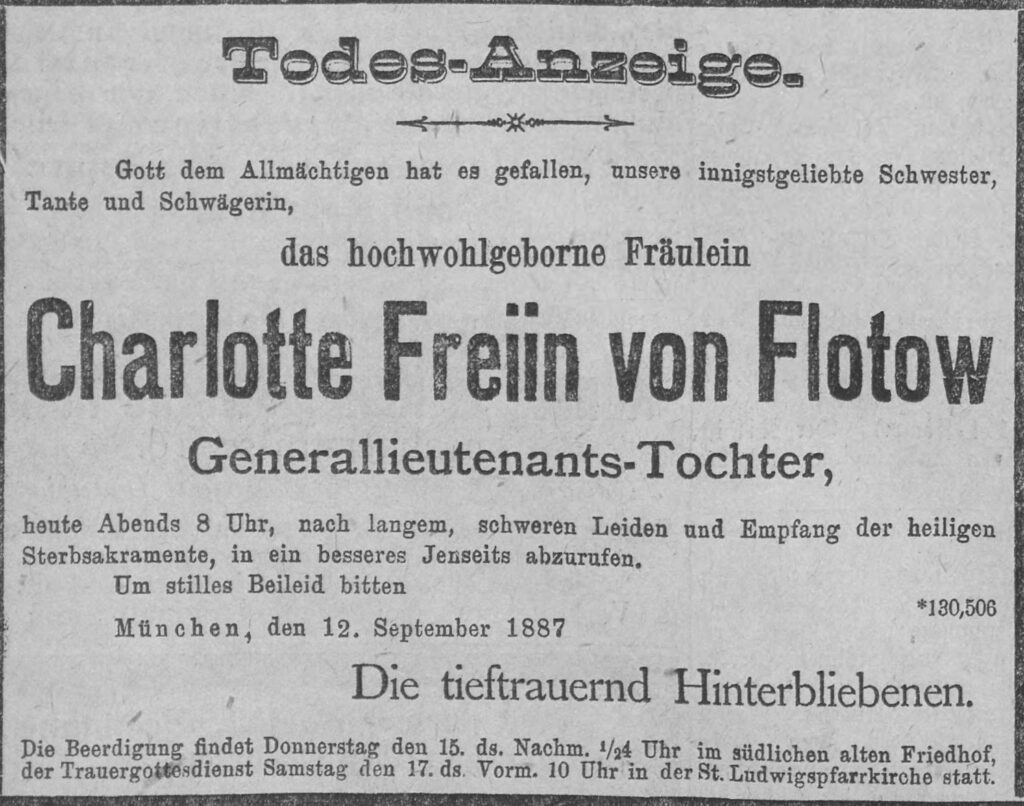 Todes-Anzeige.
Gott dem Allmächtigen hat es gefallen, unsere innigstgeliebte Schwester,
Tante und Schwägerin,
das hochwohlgeborne Fräulein
Charlotte Freiin von Flotow
Generallieutenants-Tochter,
heute Abends 8 Uhr, nach langem, schweren Leiden und Empfang der heiligen
Sterbsakramente, in ein besseres Jenseits abzurufen.
Um stilles Beileid bitten
*130,506
München, den 12. September 1887
Die tieftrauernd Hinterbliebenen.
Die Beerdigung findet Donnerstag den 15. ds. Nachm. 1/24 Uhr im südlichen alten Friedhof,
der Trauergottesdienst Samstag den 17. ds. Vorm. 10 Uhr in der St. Ludwigspfarrkirche statt.